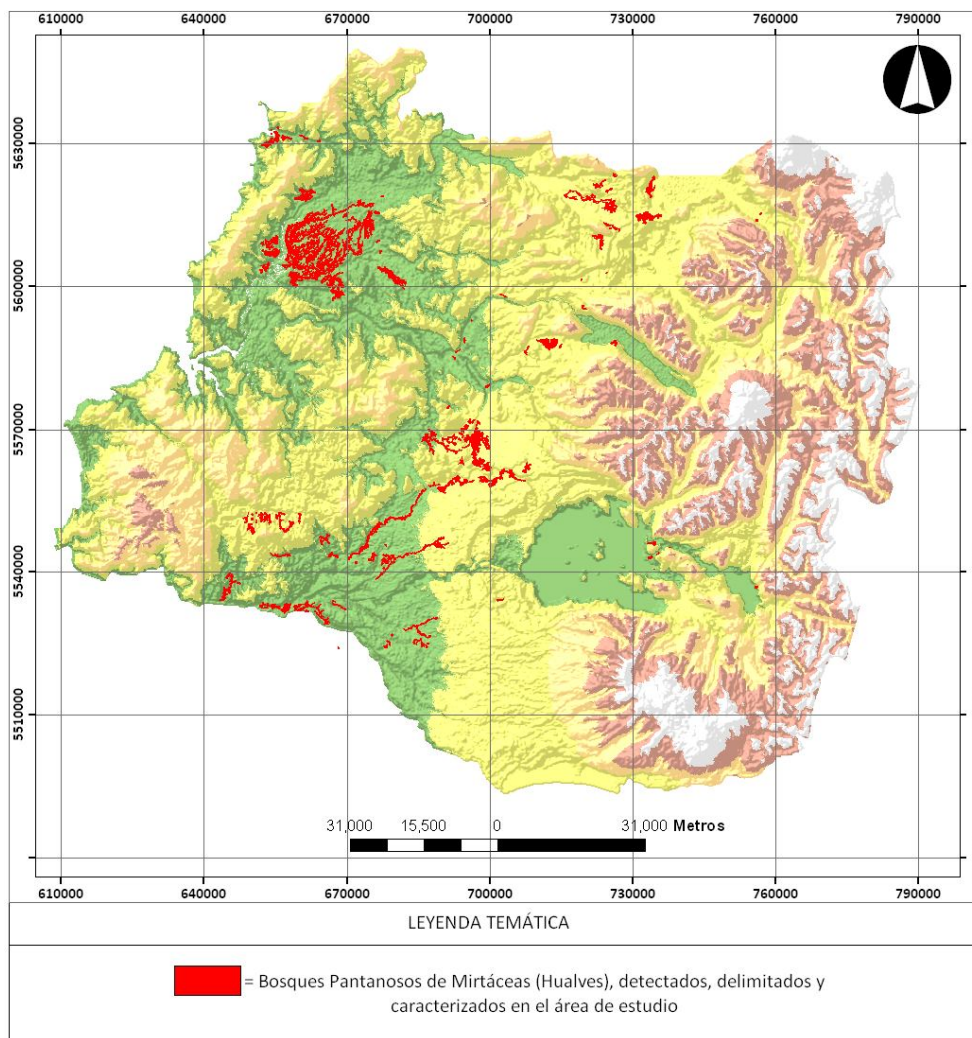 610000 640000 670000 700000 730000 760000 790000
5630000
5600000
5570000
5540000
5510000
31,000 15,500 0 31,000 Metros
610000 640000 670000 700000 730000 760000 790000
LEYENDA TEMÁTICA
= Bosques Pantanosos de Mirtáceas (Hualves), detectados, delimitados y
caracterizados en el área de estudio